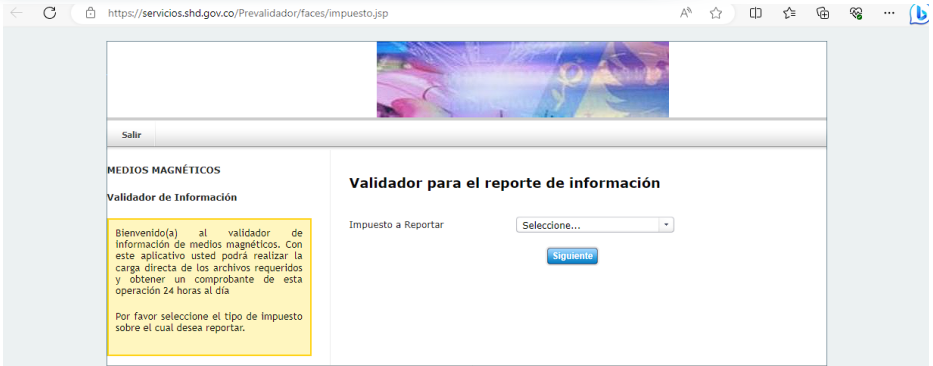 https://servicios.shd.gov.co/Prevalidador/faces/impuesto.jsp
Salir
MEDIOS MAGNÉTICOS
Validador de Información
Bienvenido(a) al validador de
información de medios magnéticos. Con
este aplicativo usted podrá realizar la
carga directa de los archivos requeridos
y obtener un comprobante de esta
operación 24 horas al día
Por favor seleccione el tipo de impuesto
sobre el cual desea reportar.
Validador para el reporte de información
Impuesto a Reportar
Seleccione...
Siguiente